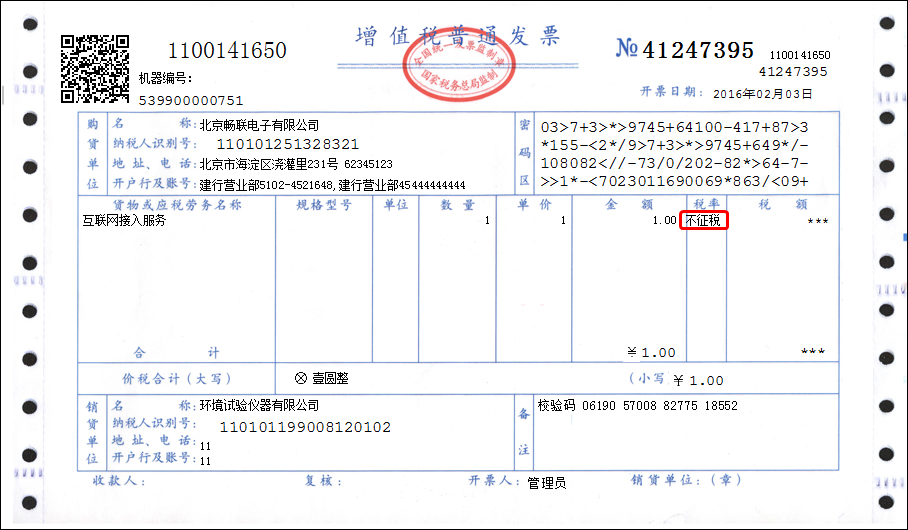 增值税普通发票
全国统一发票监制章
国家税务总局监制
1100141650
№ 41247395
1100141650
41247395
机器编号:
539900000751
开票日期: 2016年02月03日
购货单位
名 称: 北京畅联电子有限公司
纳税人识别号: 110101251328321
地 址、电 话: 北京市海淀区浇灌里231号 62345123
开户行及账号: 建行营业部5102-4521648,建行营业部45444444444
密码区
03>7+3>*>9745+64100-417+87>3
*155-<2*/9>7+3>*>9745+649*/-
108082<//-73/0/202-82*>64-7-
>>1*-<7023011690069*863/<09+
货物或应税劳务名称 规格型号 单位 数 量 单 价 金 额 税率 税 额
互联网接入服务 1 1 1.00 不征税 ***
合 计 ￥1.00 ***
价税合计（大写） ⊗ 壹圆整 （小写 ￥1.00
销货单位
名 称: 环境试验仪器有限公司
纳税人识别号: 110101199008120102
地 址、电 话: 11
开户行及账号: 11
备注
校验码 06190 57008 82775 18552
收款人: 复核: 开票人: 管理员 销货单位:（章）